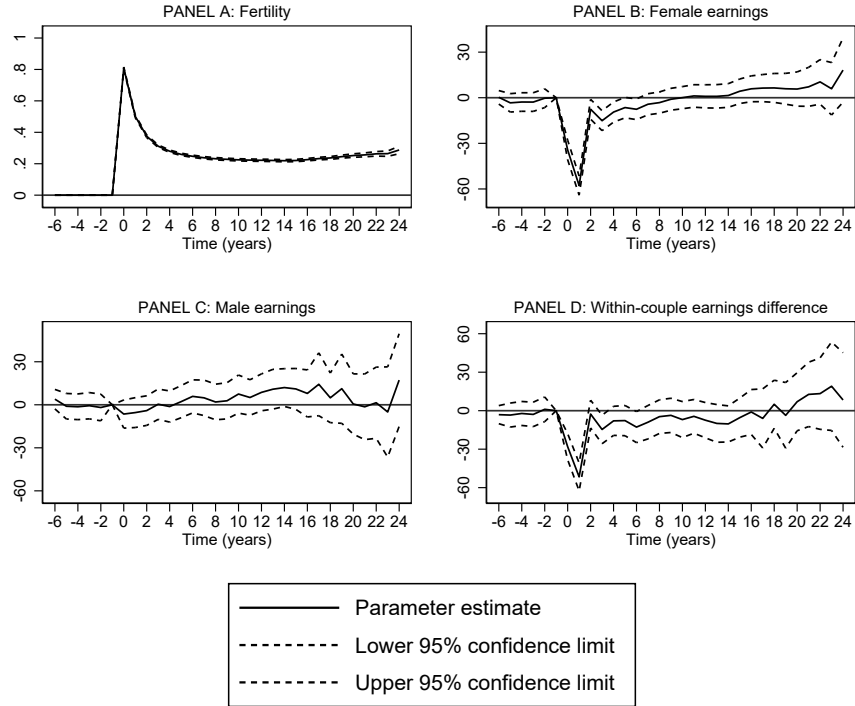 PANEL A: Fertility
1
.8
.6
.4
.2
0
-6 -4 -2 0 2 4 6 8 10 12 14 16 18 20 22 24
Time (years)
PANEL B: Female earnings
30
0
-30
-60
-6 -4 -2 0 2 4 6 8 10 12 14 16 18 20 22 24
Time (years)
PANEL C: Male earnings
30
0
-30
-60
-6 -4 -2 0 2 4 6 8 10 12 14 16 18 20 22 24
Time (years)
PANEL D: Within-couple earnings difference
60
30
0
-30
-60
-6 -4 -2 0 2 4 6 8 10 12 14 16 18 20 22 24
Time (years)
Parameter estimate
Lower 95% confidence limit
Upper 95% confidence limit